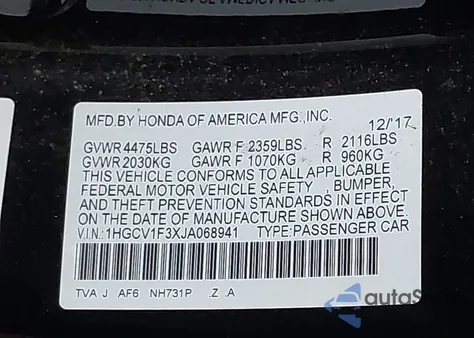 MFD.BY HONDA OF AMERICA MFG.,INC. 12/'17
GVWR 4475LBS GAWR F 2359LBS R 2116LBS
GVWR 2030KG GAWR F 1070KG R 960KG
THIS VEHICLE CONFORMS TO ALL APPLICABLE
FEDERAL MOTOR VEHICLE SAFETY , BUMPER,
AND THEFT PREVENTION STANDARDS IN EFFECT
ON THE DATE OF MANUFACTURE SHOWN ABOVE.
V.I.N.:1HGCV1F3XJA068941 TYPE:PASSENGER CAR
TVA J AF6 NH731P .Z .A